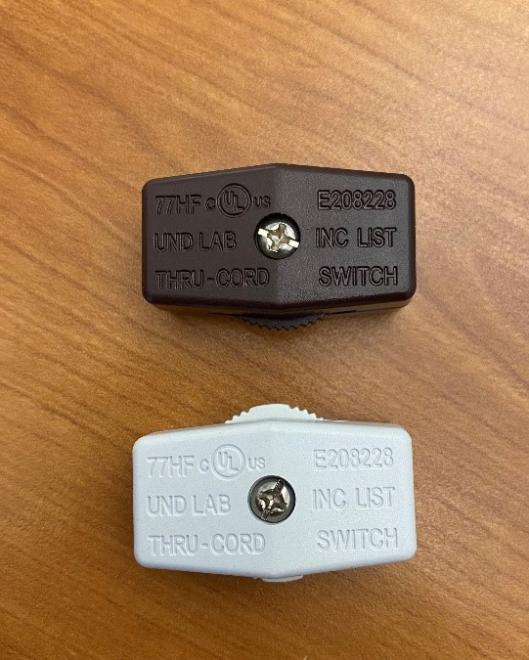 77HF C UL US E208228
UND LAB INC LIST
THRU-CORD SWITCH
77HF C UL US E208228
UND LAB INC LIST
THRU-CORD SWITCH